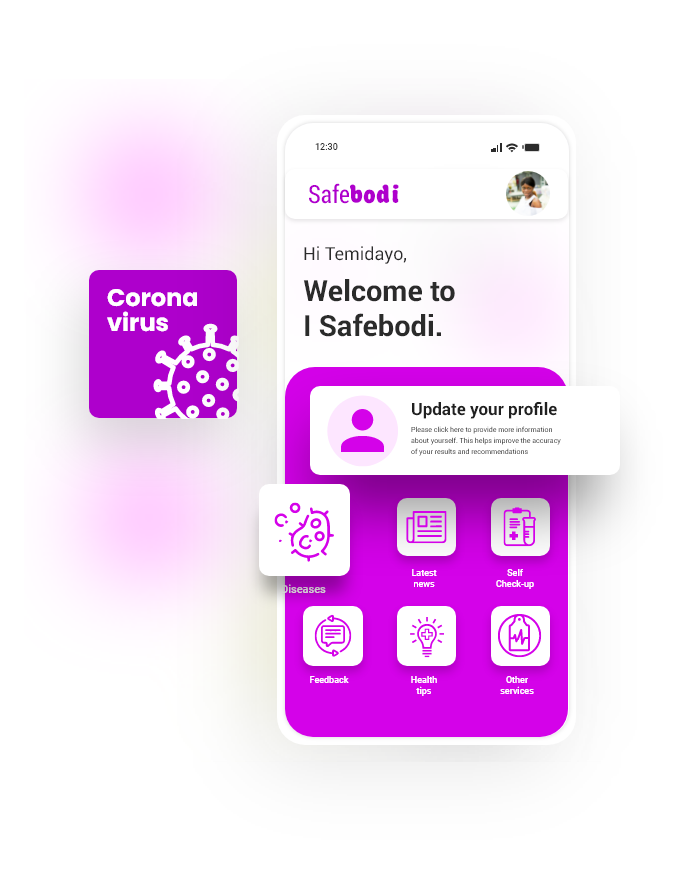 12:30
Safebodi
Hi Temidayo,
Welcome to
I Safebodi.
Corona
virus
Update your profile
Please click here to provide more information
about yourself. This helps improve the accuracy
of your results and recommendations
Diseases
Latest
news
Self
Check-up
Feedback
Health
tips
Other
services